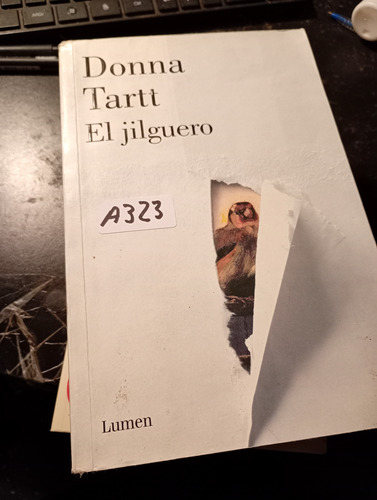 Donna
Tartt
El jilguero
A323
Lumen